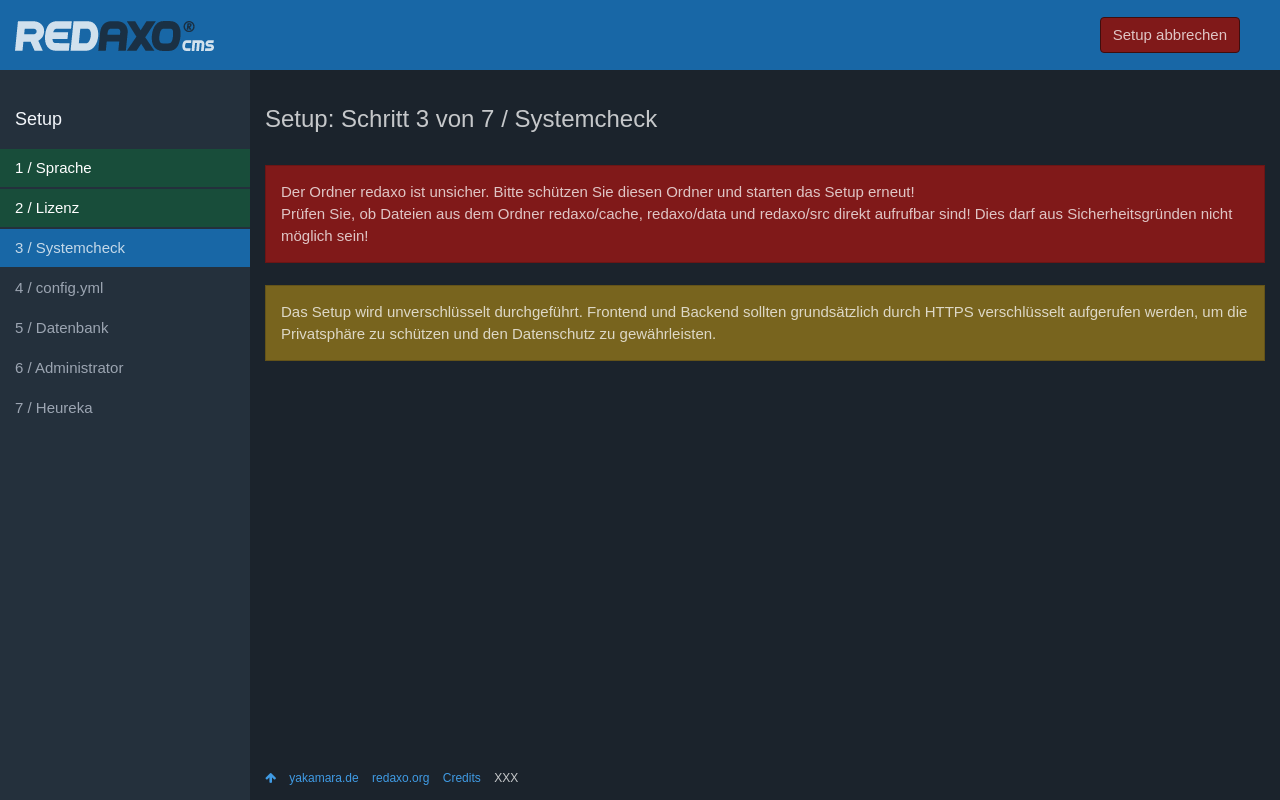 REDAXO® cms
Setup abbrechen
Setup
1 / Sprache
2 / Lizenz
3 / Systemcheck
4 / config.yml
5 / Datenbank
6 / Administrator
7 / Heureka
Setup: Schritt 3 von 7 / Systemcheck
Der Ordner redaxo ist unsicher. Bitte schützen Sie diesen Ordner und starten das Setup erneut!
Prüfen Sie, ob Dateien aus dem Ordner redaxo/cache, redaxo/data und redaxo/src direkt aufrufbar sind! Dies darf aus Sicherheitsgründen nicht
möglich sein!
Das Setup wird unverschlüsselt durchgeführt. Frontend und Backend sollten grundsätzlich durch HTTPS verschlüsselt aufgerufen werden, um die
Privatsphäre zu schützen und den Datenschutz zu gewährleisten.
yakamara.de redaxo.org Credits XXX